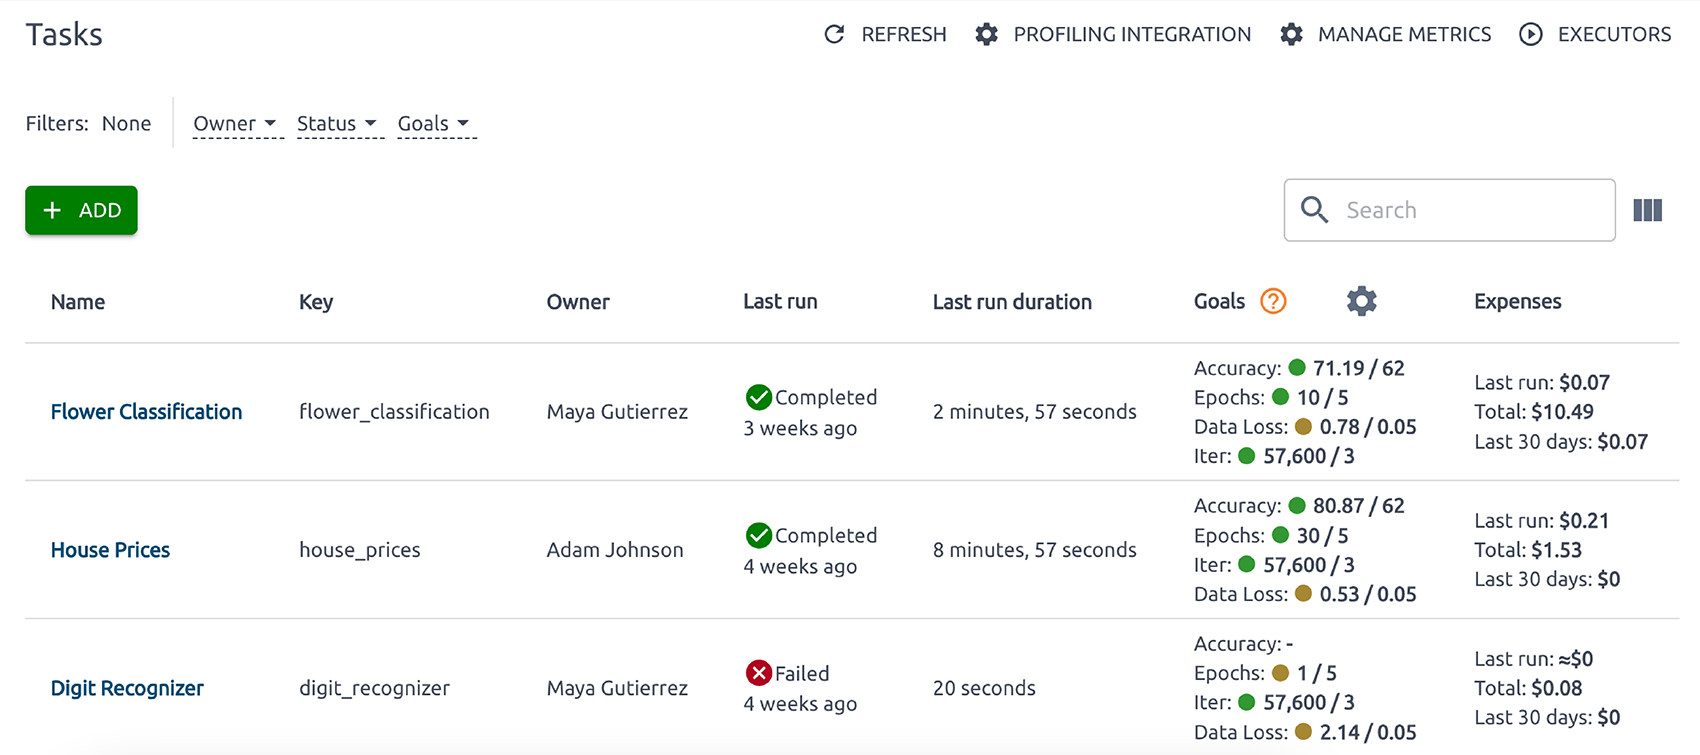 Tasks
REFRESH
PROFILING INTEGRATION
MANAGE METRICS
EXECUTORS
Filters: None
Owner
Status
Goals
+ ADD
Search
Name
Key
Owner
Last run
Last run duration
Goals ?
Expenses
Flower Classification
flower_classification
Maya Gutierrez
Completed
3 weeks ago
2 minutes, 57 seconds
Accuracy: 71.19 / 62
Epochs: 10 / 5
Data Loss: 0.78 / 0.05
Iter: 57,600 / 3
Last run: $0.07
Total: $10.49
Last 30 days: $0.07
House Prices
house_prices
Adam Johnson
Completed
4 weeks ago
8 minutes, 57 seconds
Accuracy: 80.87 / 62
Epochs: 30 / 5
Iter: 57,600 / 3
Data Loss: 0.53 / 0.05
Last run: $0.21
Total: $1.53
Last 30 days: $0
Digit Recognizer
digit_recognizer
Maya Gutierrez
Failed
4 weeks ago
20 seconds
Accuracy: -
Epochs: 1 / 5
Iter: 57,600 / 3
Data Loss: 2.14 / 0.05
Last run: ≈$0
Total: $0.08
Last 30 days: $0